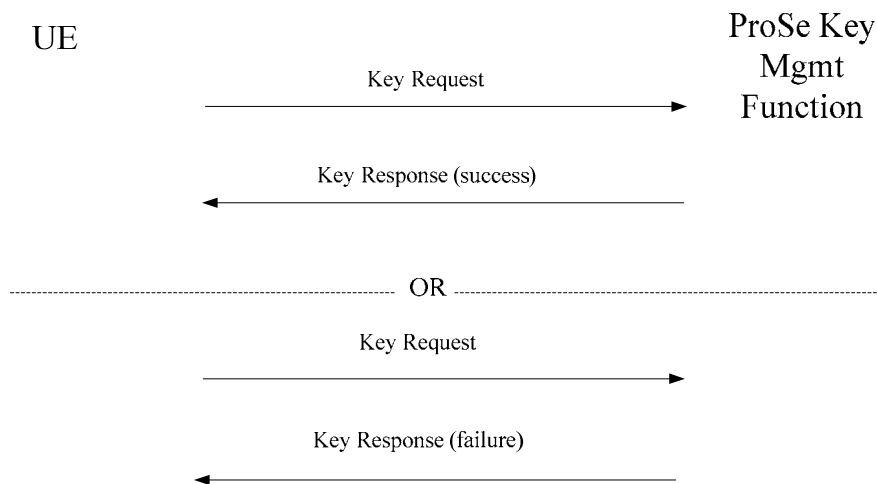 UE
ProSe Key
Mgmt
Function
Key Request
Key Response (success)
OR
Key Request
Key Response (failure)